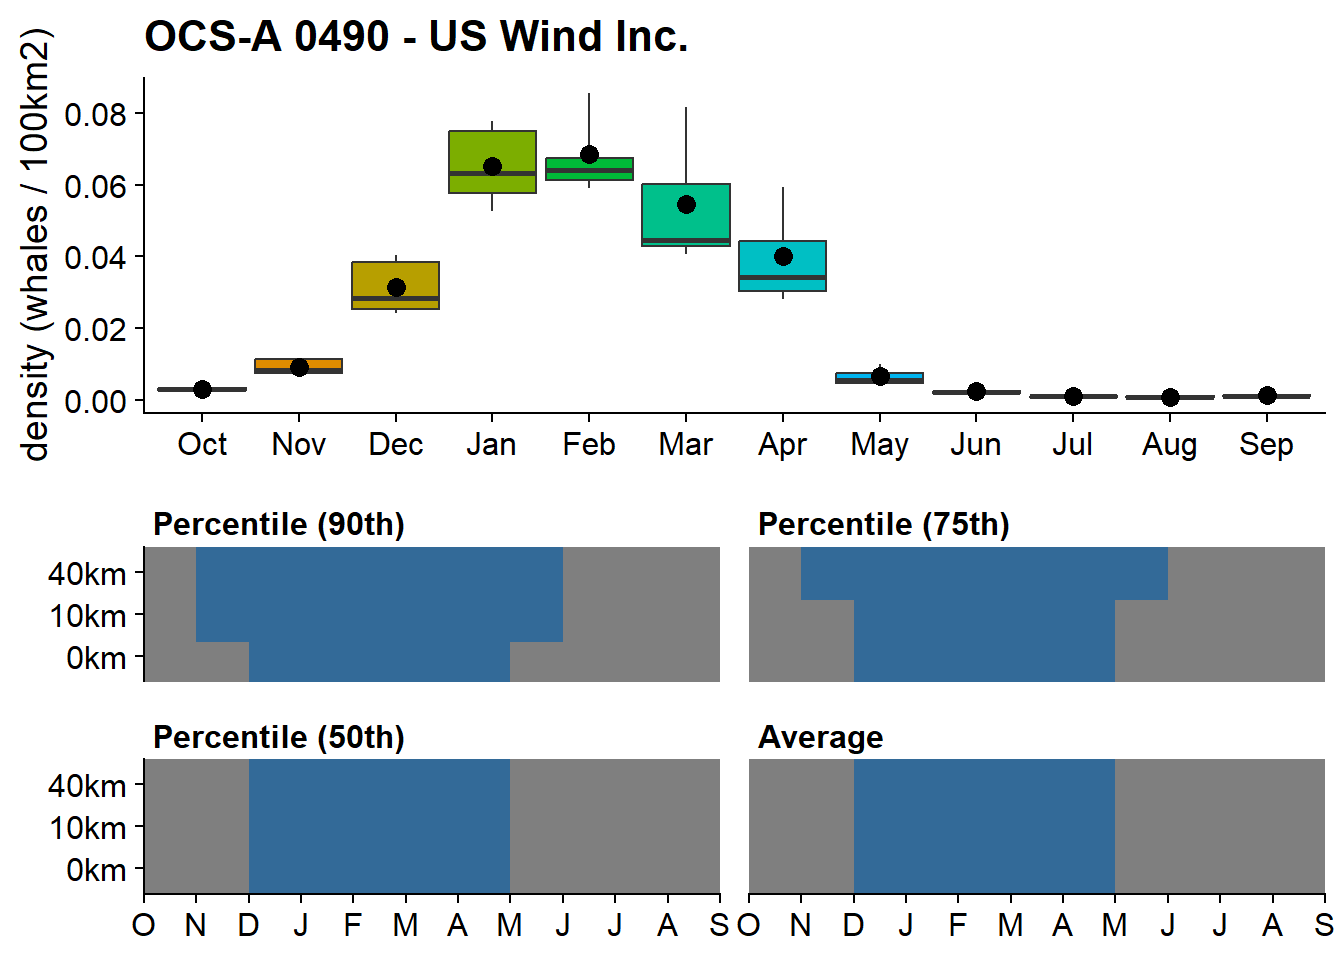 OCS-A 0490 - US Wind Inc.
density (whales / 100km2)
0.08
0.06
0.04
0.02
0.00
Oct Nov Dec Jan Feb Mar Apr May Jun Jul Aug Sep
Percentile (90th) Percentile (75th)
40km
10km
0km
Percentile (50th) Average
40km
10km
0km
O N D J F M A M J J A S O N D J F M A M J J A S